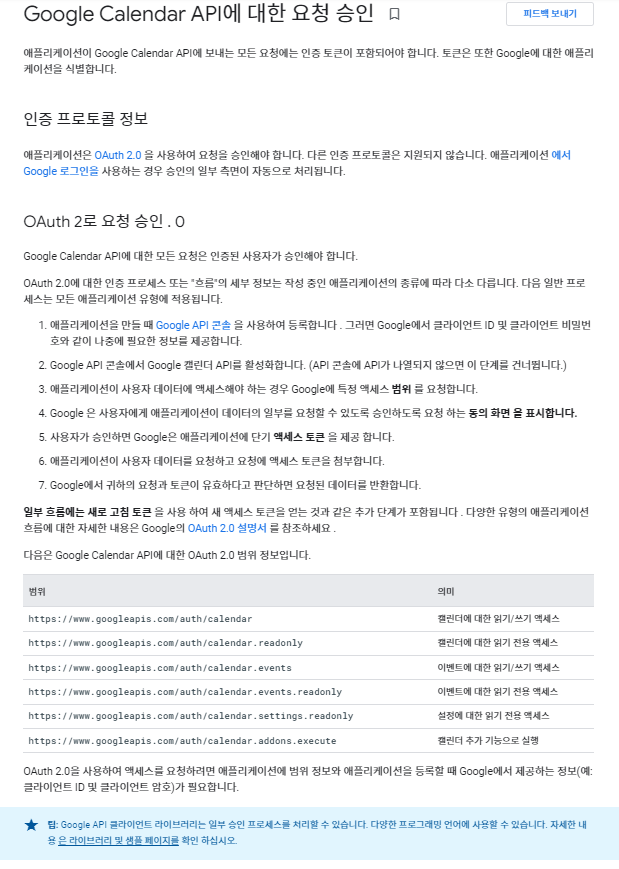 Google Calendar API에 대한 요청 승인
피드백 보내기
애플리케이션이 Google Calendar API에 보내는 모든 요청에는 인증 토큰이 포함되어야 합니다. 토큰은 또한 Google에 대한 애플리
케이션을 식별합니다.
인증 프로토콜 정보
애플리케이션은 OAuth 2.0 을 사용하여 요청을 승인해야 합니다. 다른 인증 프로토콜은 지원되지 않습니다. 애플리케이션 에서
Google 로그인을 사용하는 경우 승인의 일부 측면이 자동으로 처리됩니다.
OAuth 2로 요청 승인 . 0
Google Calendar API에 대한 모든 요청은 인증된 사용자가 승인해야 합니다.
OAuth 2.0에 대한 인증 프로세스 또는 "흐름"의 세부 정보는 작성 중인 애플리케이션의 종류에 따라 다소 다릅니다. 다음 일반 프로
세스는 모든 애플리케이션 유형에 적용됩니다.
1. 애플리케이션을 만들 때 Google API 콘솔 을 사용하여 등록합니다 . 그러면 Google에서 클라이언트 ID 및 클라이언트 비밀번
호와 같이 나중에 필요한 정보를 제공합니다.
2. Google API 콘솔에서 Google 캘린더 API를 활성화합니다. (API 콘솔에 API가 나열되지 않으면 이 단계를 건너뜁니다.)
3. 애플리케이션이 사용자 데이터에 액세스해야 하는 경우 Google에 특정 액세스 범위 를 요청합니다.
4. Google 은 사용자에게 애플리케이션이 데이터의 일부를 요청할 수 있도록 승인하도록 요청 하는 동의 화면 을 표시합니다.
5. 사용자가 승인하면 Google은 애플리케이션에 단기 액세스 토큰 을 제공 합니다.
6. 애플리케이션이 사용자 데이터를 요청하고 요청에 액세스 토큰을 첨부합니다.
7. Google에서 귀하의 요청과 토큰이 유효하다고 판단하면 요청된 데이터를 반환합니다.
일부 흐름에는 새로 고침 토큰 을 사용 하여 새 액세스 토큰을 얻는 것과 같은 추가 단계가 포함됩니다 . 다양한 유형의 애플리케이션
흐름에 대한 자세한 내용은 Google의 OAuth 2.0 설명서 를 참조하세요 .
다음은 Google Calendar API에 대한 OAuth 2.0 범위 정보입니다.
범위 의미
https://www.googleapis.com/auth/calendar 캘린더에 대한 읽기/쓰기 액세스
https://www.googleapis.com/auth/calendar.readonly 캘린더에 대한 읽기 전용 액세스
https://www.googleapis.com/auth/calendar.events 이벤트에 대한 읽기/쓰기 액세스
https://www.googleapis.com/auth/calendar.events.readonly 이벤트에 대한 읽기 전용 액세스
https://www.googleapis.com/auth/calendar.settings.readonly 설정에 대한 읽기 전용 액세스
https://www.googleapis.com/auth/calendar.addons.execute 캘린더 추가 기능으로 실행
OAuth 2.0을 사용하여 액세스를 요청하려면 애플리케이션에 범위 정보와 애플리케이션을 등록할 때 Google에서 제공하는 정보(예:
클라이언트 ID 및 클라이언트 암호)가 필요합니다.
팁: Google API 클라이언트 라이브러리는 일부 승인 프로세스를 처리할 수 있습니다. 다양한 프로그래밍 언어에 사용할 수 있습니다. 자세한 내
용 은 라이브러리 및 샘플 페이지를 확인 하십시오.